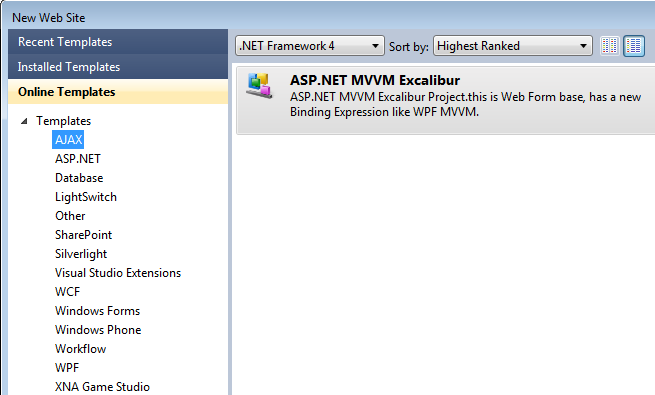 New Web Site
Recent Templates
Installed Templates
Online Templates
Templates
AJAX
ASP.NET
Database
LightSwitch
Other
SharePoint
Silverlight
Visual Studio Extensions
WCF
Windows Forms
Windows Phone
Workflow
WPF
XNA Game Studio
.NET Framework 4 Sort by: Highest Ranked
ASP.NET MVVM Excalibur
ASP.NET MVVM Excalibur Project.this is Web Form base, has a new
Binding Expression like WPF MVVM.